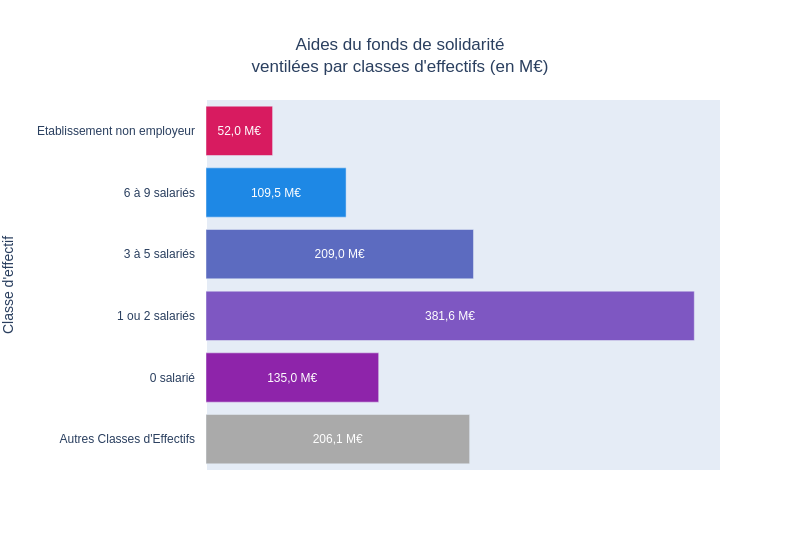 Aides du fonds de solidarité
ventilées par classes d'effectifs (en M€)
Classe d'effectif
Etablissement non employeur
52,0 M€
6 à 9 salariés
109,5 M€
3 à 5 salariés
209,0 M€
1 ou 2 salariés
381,6 M€
0 salarié
135,0 M€
Autres Classes d'Effectifs
206,1 M€